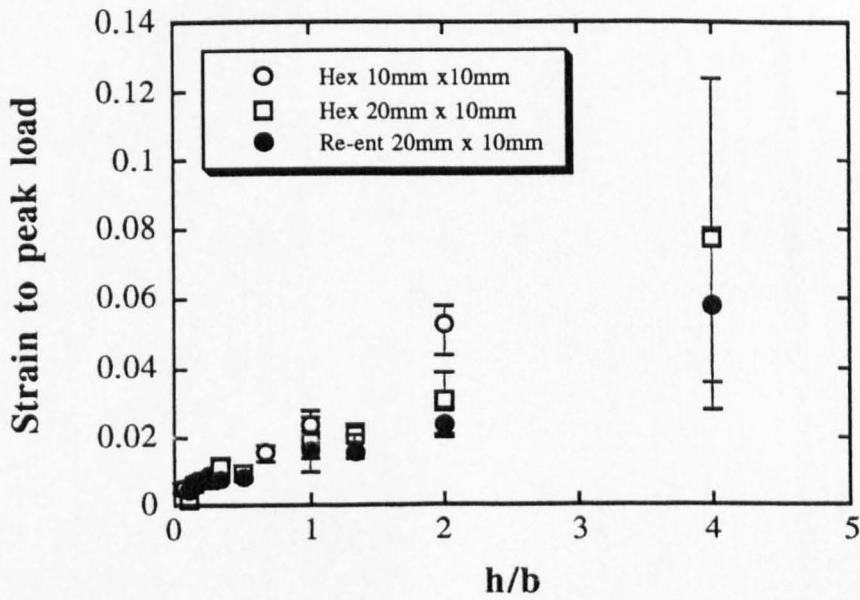 0.14
0.12
0.1
0.08
0.06
0.04
0.02
0
Strain to peak load
Hex 10mm x10mm
Hex 20mm x 10mm
Re-ent 20mm x 10mm
0 1 2 3 4 5
h/b